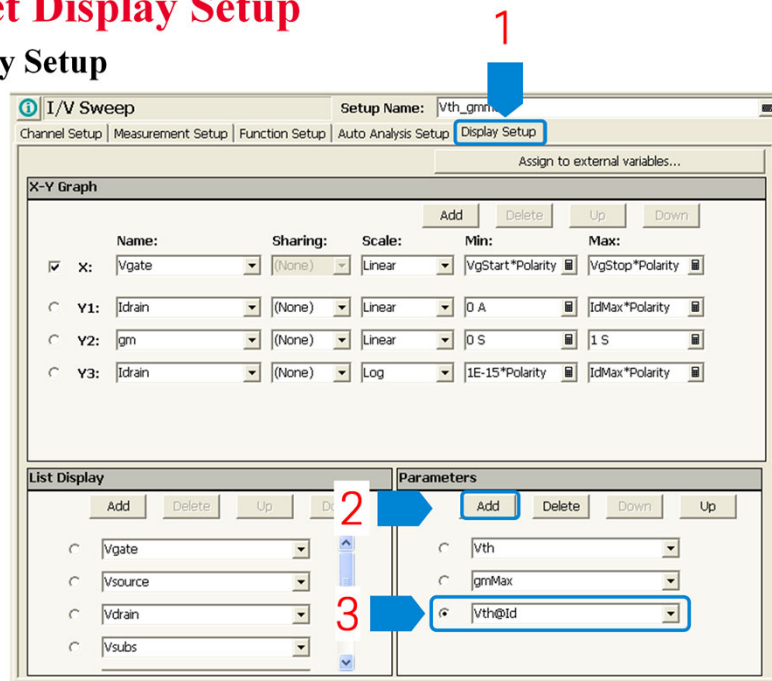 et Display Setup
y Setup
1
I/V Sweep Setup Name: Vth_gmm
Channel Setup Measurement Setup Function Setup Auto Analysis Setup Display Setup
Assign to external variables...
X-Y Graph
Add Delete Up Down
Name: Sharing: Scale: Min: Max:
X: Vgate (None) Linear VgStart*Polarity VgStop*Polarity
Y1: Idrain (None) Linear 0 A IdMax*Polarity
Y2: gm (None) Linear 0 S 1 S
Y3: Idrain (None) Log 1E-15*Polarity IdMax*Polarity
List Display Parameters
Add Delete Up 2 Add Delete Down Up
Vgate Vth
Vsource gmMax
Vdrain 3 Vth@Id
Vsubs